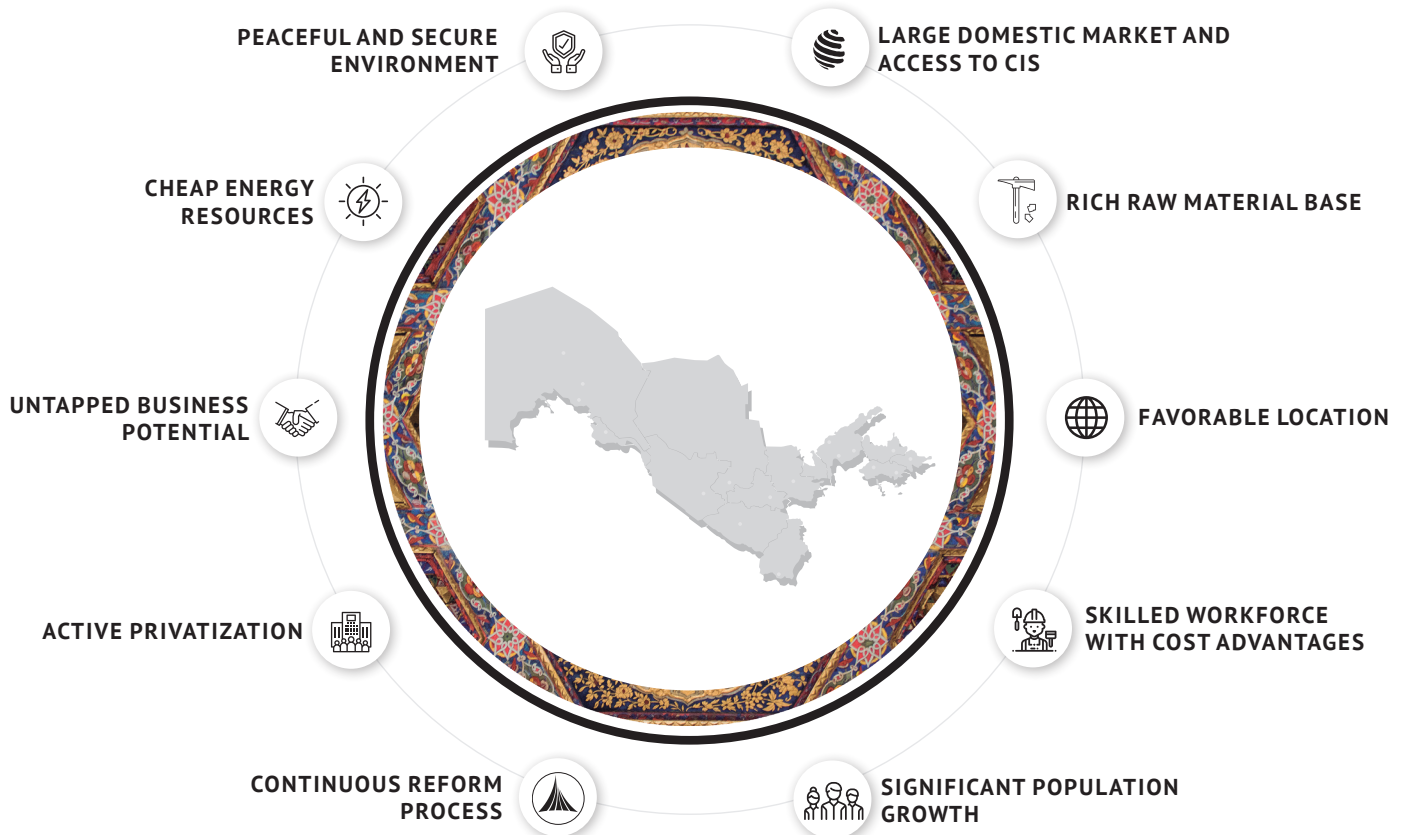 PEACEFUL AND SECURE
ENVIRONMENT
LARGE DOMESTIC MARKET AND
ACCESS TO CIS
CHEAP ENERGY
RESOURCES
RICH RAW MATERIAL BASE
UNTAPPED BUSINESS
POTENTIAL
FAVORABLE LOCATION
ACTIVE PRIVATIZATION
SKILLED WORKFORCE
WITH COST ADVANTAGES
CONTINUOUS REFORM
PROCESS
SIGNIFICANT POPULATION
GROWTH